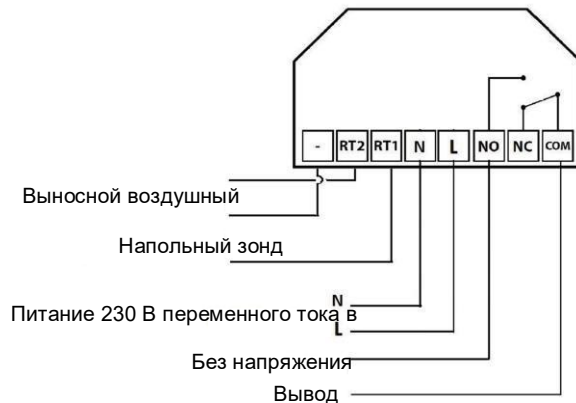 - RT2 RT1 N L NO NC COM
Выносной воздушный
Напольный зонд
N
Питание 230 В переменного тока в
L
Без напряжения
Вывод